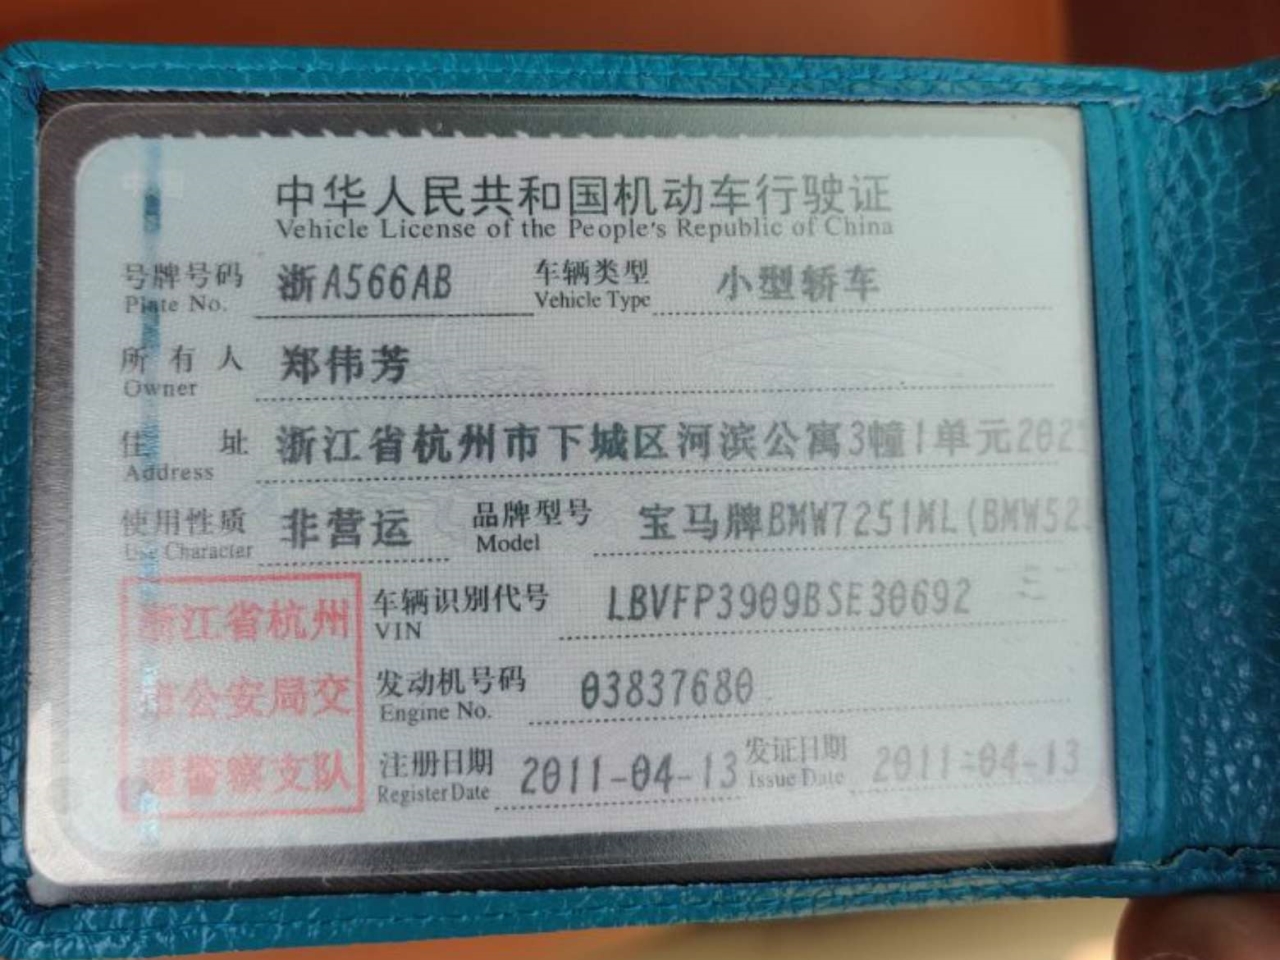 中华人民共和国机动车行驶证
Vehicle License of the People's Republic of China
号牌号码 浙A566AB 车辆类型 小型轿车
Plate No. Vehicle Type
所有人 郑伟芳
Owner
住址 浙江省杭州市下城区河滨公寓3幢1单元202
Address
使用性质 非营运 品牌型号 宝马牌BMW7251ML(BMW52
Use Character Model
浙江省杭州
市公安局交
通警察支队
车辆识别代号 LBVFP3909BSE30692
VIN
发动机号码 03837680
Engine No.
注册日期 2011-04-13 发证日期 2011-04-13
Register Date Issue Date